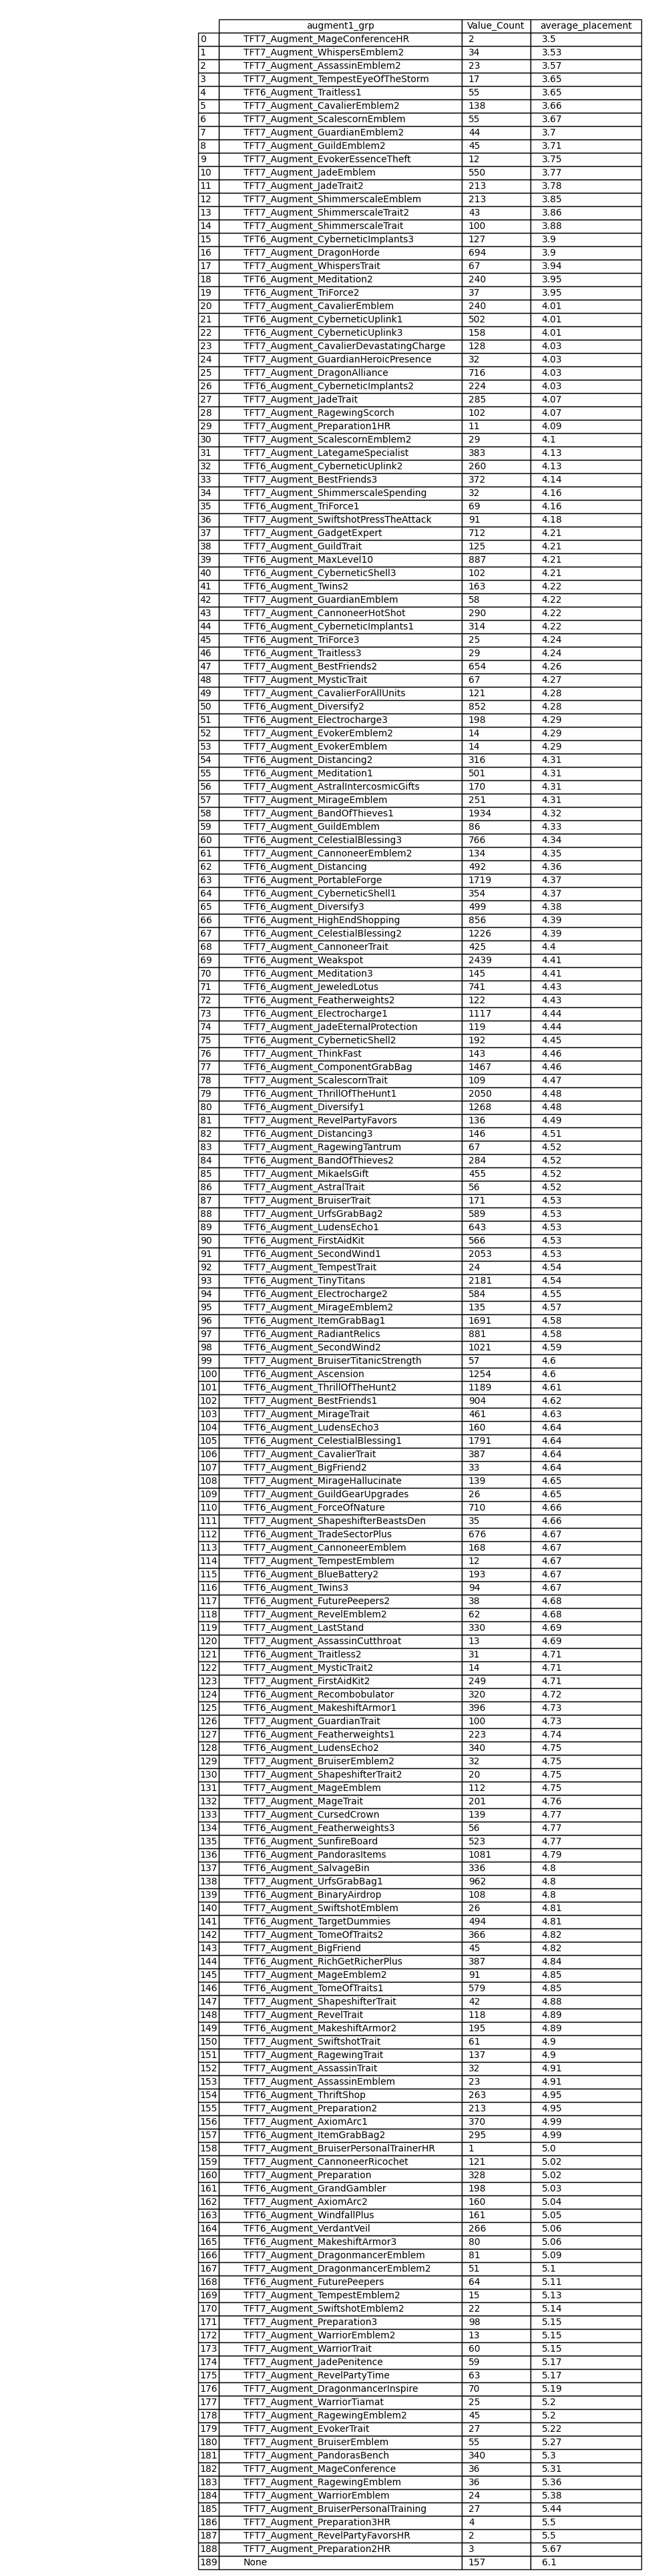 augment1_grp Value_Count average_placement
0 TFT7_Augment_MageConferenceHR 2 3.5
1 TFT7_Augment_WhispersEmblem2 34 3.53
2 TFT7_Augment_AssassinEmblem2 23 3.57
3 TFT7_Augment_TempestEyeOfTheStorm 17 3.65
4 TFT6_Augment_Traitless1 55 3.65
5 TFT7_Augment_CavalierEmblem2 138 3.66
6 TFT7_Augment_ScalescornEmblem 55 3.67
7 TFT7_Augment_GuardianEmblem2 44 3.7
8 TFT7_Augment_GuildEmblem2 45 3.71
9 TFT7_Augment_EvokerEssenceTheft 12 3.75
10 TFT7_Augment_JadeEmblem 550 3.77
11 TFT7_Augment_JadeTrait2 213 3.78
12 TFT7_Augment_ShimmerscaleEmblem 213 3.85
13 TFT7_Augment_ShimmerscaleTrait2 43 3.86
14 TFT7_Augment_ShimmerscaleTrait 100 3.88
15 TFT6_Augment_CyberneticImplants3 127 3.9
16 TFT7_Augment_DragonHorde 694 3.9
17 TFT7_Augment_WhispersTrait 67 3.94
18 TFT6_Augment_Meditation2 240 3.95
19 TFT6_Augment_TriForce2 37 3.95
20 TFT7_Augment_CavalierEmblem 240 4.01
21 TFT6_Augment_CyberneticUplink1 502 4.01
22 TFT6_Augment_CyberneticUplink3 158 4.01
23 TFT7_Augment_CavalierDevastatingCharge 128 4.03
24 TFT7_Augment_GuardianHeroicPresence 32 4.03
25 TFT7_Augment_DragonAlliance 716 4.03
26 TFT6_Augment_CyberneticImplants2 224 4.03
27 TFT7_Augment_JadeTrait 285 4.07
28 TFT7_Augment_RagewingScorch 102 4.07
29 TFT7_Augment_Preparation1HR 11 4.09
30 TFT7_Augment_ScalescornEmblem2 29 4.1
31 TFT7_Augment_LategameSpecialist 383 4.13
32 TFT6_Augment_CyberneticUplink2 260 4.13
33 TFT7_Augment_BestFriends3 372 4.14
34 TFT7_Augment_ShimmerscaleSpending 32 4.16
35 TFT6_Augment_TriForce1 69 4.16
36 TFT7_Augment_SwiftshotPressTheAttack 91 4.18
37 TFT7_Augment_GadgetExpert 712 4.21
38 TFT7_Augment_GuildTrait 125 4.21
39 TFT6_Augment_MaxLevel10 887 4.21
40 TFT6_Augment_CyberneticShell3 102 4.21
41 TFT6_Augment_Twins2 163 4.22
42 TFT7_Augment_GuardianEmblem 58 4.22
43 TFT7_Augment_CannoneerHotShot 290 4.22
44 TFT6_Augment_CyberneticImplants1 314 4.22
45 TFT6_Augment_TriForce3 25 4.24
46 TFT6_Augment_Traitless3 29 4.24
47 TFT7_Augment_BestFriends2 654 4.26
48 TFT7_Augment_MysticTrait 67 4.27
49 TFT7_Augment_CavalierForAllUnits 121 4.28
50 TFT6_Augment_Diversify2 852 4.28
51 TFT6_Augment_Electrocharge3 198 4.29
52 TFT7_Augment_EvokerEmblem2 14 4.29
53 TFT7_Augment_EvokerEmblem 14 4.29
54 TFT6_Augment_Distancing2 316 4.31
55 TFT6_Augment_Meditation1 501 4.31
56 TFT7_Augment_AstralIntercosmicGifts 170 4.31
57 TFT7_Augment_MirageEmblem 251 4.31
58 TFT6_Augment_BandOfThieves1 1934 4.32
59 TFT7_Augment_GuildEmblem 86 4.33
60 TFT6_Augment_CelestialBlessing3 766 4.34
61 TFT7_Augment_CannoneerEmblem2 134 4.35
62 TFT6_Augment_Distancing 492 4.36
63 TFT6_Augment_PortableForge 1719 4.37
64 TFT6_Augment_CyberneticShell1 354 4.37
65 TFT6_Augment_Diversify3 499 4.38
66 TFT6_Augment_HighEndShopping 856 4.39
67 TFT6_Augment_CelestialBlessing2 1226 4.39
68 TFT7_Augment_CannoneerTrait 425 4.4
69 TFT6_Augment_Weakspot 2439 4.41
70 TFT6_Augment_Meditation3 145 4.41
71 TFT6_Augment_JeweledLotus 741 4.43
72 TFT6_Augment_Featherweights2 122 4.43
73 TFT6_Augment_Electrocharge1 1117 4.44
74 TFT7_Augment_JadeEternalProtection 119 4.44
75 TFT6_Augment_CyberneticShell2 192 4.45
76 TFT7_Augment_ThinkFast 143 4.46
77 TFT6_Augment_ComponentGrabBag 1467 4.46
78 TFT7_Augment_ScalescornTrait 109 4.47
79 TFT6_Augment_ThrillOfTheHunt1 2050 4.48
80 TFT6_Augment_Diversify1 1268 4.48
81 TFT7_Augment_RevelPartyFavors 136 4.49
82 TFT6_Augment_Distancing3 146 4.51
83 TFT7_Augment_RagewingTantrum 67 4.52
84 TFT6_Augment_BandOfThieves2 284 4.52
85 TFT7_Augment_MikaelsGift 455 4.52
86 TFT7_Augment_AstralTrait 56 4.52
87 TFT7_Augment_BruiserTrait 171 4.53
88 TFT7_Augment_UrfsGrabBag2 589 4.53
89 TFT6_Augment_LudensEcho1 643 4.53
90 TFT6_Augment_FirstAidKit 566 4.53
91 TFT6_Augment_SecondWind1 2053 4.53
92 TFT7_Augment_TempestTrait 24 4.54
93 TFT6_Augment_TinyTitans 2181 4.54
94 TFT6_Augment_Electrocharge2 584 4.55
95 TFT7_Augment_MirageEmblem2 135 4.57
96 TFT6_Augment_ItemGrabBag1 1691 4.58
97 TFT6_Augment_RadiantRelics 881 4.58
98 TFT6_Augment_SecondWind2 1021 4.59
99 TFT7_Augment_BruiserTitanicStrength 57 4.6
100 TFT6_Augment_Ascension 1254 4.6
101 TFT6_Augment_ThrillOfTheHunt2 1189 4.61
102 TFT7_Augment_BestFriends1 904 4.62
103 TFT7_Augment_MirageTrait 461 4.63
104 TFT6_Augment_LudensEcho3 160 4.64
105 TFT6_Augment_CelestialBlessing1 1791 4.64
106 TFT7_Augment_CavalierTrait 387 4.64
107 TFT7_Augment_BigFriend2 33 4.64
108 TFT7_Augment_MirageHallucinate 139 4.65
109 TFT7_Augment_GuildGearUpgrades 26 4.65
110 TFT6_Augment_ForceOfNature 710 4.66
111 TFT7_Augment_ShapeshifterBeastsDen 35 4.66
112 TFT6_Augment_TradeSectorPlus 676 4.67
113 TFT7_Augment_CannoneerEmblem 168 4.67
114 TFT7_Augment_TempestEmblem 12 4.67
115 TFT6_Augment_BlueBattery2 193 4.67
116 TFT6_Augment_Twins3 94 4.67
117 TFT6_Augment_FuturePeepers2 38 4.68
118 TFT7_Augment_RevelEmblem2 62 4.68
119 TFT7_Augment_LastStand 330 4.69
120 TFT7_Augment_AssassinCutthroat 13 4.69
121 TFT6_Augment_Traitless2 31 4.71
122 TFT7_Augment_MysticTrait2 14 4.71
123 TFT7_Augment_FirstAidKit2 249 4.71
124 TFT6_Augment_Recombobulator 320 4.72
125 TFT6_Augment_MakeshiftArmor1 396 4.73
126 TFT7_Augment_GuardianTrait 100 4.73
127 TFT6_Augment_Featherweights1 223 4.74
128 TFT6_Augment_LudensEcho2 340 4.75
129 TFT7_Augment_BruiserEmblem2 32 4.75
130 TFT7_Augment_ShapeshifterTrait2 20 4.75
131 TFT7_Augment_MageEmblem 112 4.75
132 TFT7_Augment_MageTrait 201 4.76
133 TFT7_Augment_CursedCrown 139 4.77
134 TFT6_Augment_Featherweights3 56 4.77
135 TFT6_Augment_SunfireBoard 523 4.77
136 TFT6_Augment_PandorasItems 1081 4.79
137 TFT6_Augment_SalvageBin 336 4.8
138 TFT7_Augment_UrfsGrabBag1 962 4.8
139 TFT6_Augment_BinaryAirdrop 108 4.8
140 TFT7_Augment_SwiftshotEmblem 26 4.81
141 TFT6_Augment_TargetDummies 494 4.81
142 TFT7_Augment_TomeOfTraits2 366 4.82
143 TFT7_Augment_BigFriend 45 4.82
144 TFT6_Augment_RichGetRicherPlus 387 4.84
145 TFT7_Augment_MageEmblem2 91 4.85
146 TFT6_Augment_TomeOfTraits1 579 4.85
147 TFT7_Augment_ShapeshifterTrait 42 4.88
148 TFT7_Augment_RevelTrait 118 4.89
149 TFT6_Augment_MakeshiftArmor2 195 4.89
150 TFT7_Augment_SwiftshotTrait 61 4.9
151 TFT7_Augment_RagewingTrait 137 4.9
152 TFT7_Augment_AssassinTrait 32 4.91
153 TFT7_Augment_AssassinEmblem 23 4.91
154 TFT6_Augment_ThriftShop 263 4.95
155 TFT7_Augment_Preparation2 213 4.95
156 TFT7_Augment_AxiomArc1 370 4.99
157 TFT6_Augment_ItemGrabBag2 295 4.99
158 TFT7_Augment_BruiserPersonalTrainerHR 1 5.0
159 TFT7_Augment_CannoneerRicochet 121 5.02
160 TFT7_Augment_Preparation 328 5.02
161 TFT6_Augment_GrandGambler 198 5.03
162 TFT7_Augment_AxiomArc2 160 5.04
163 TFT6_Augment_WindfallPlus 161 5.05
164 TFT6_Augment_VerdantVeil 266 5.06
165 TFT6_Augment_MakeshiftArmor3 80 5.06
166 TFT7_Augment_DragonmancerEmblem 81 5.09
167 TFT7_Augment_DragonmancerEmblem2 51 5.1
168 TFT6_Augment_FuturePeepers 64 5.11
169 TFT7_Augment_TempestEmblem2 15 5.13
170 TFT7_Augment_SwiftshotEmblem2 22 5.14
171 TFT7_Augment_Preparation3 98 5.15
172 TFT7_Augment_WarriorEmblem2 13 5.15
173 TFT7_Augment_WarriorTrait 60 5.15
174 TFT7_Augment_JadePenitence 59 5.17
175 TFT7_Augment_RevelPartyTime 63 5.17
176 TFT7_Augment_DragonmancerInspire 70 5.19
177 TFT7_Augment_WarriorTiamat 25 5.2
178 TFT7_Augment_RagewingEmblem2 45 5.2
179 TFT7_Augment_EvokerTrait 27 5.22
180 TFT7_Augment_BruiserEmblem 55 5.27
181 TFT7_Augment_PandorasBench 340 5.3
182 TFT7_Augment_MageConference 36 5.31
183 TFT7_Augment_RagewingEmblem 36 5.36
184 TFT7_Augment_WarriorEmblem 24 5.38
185 TFT7_Augment_BruiserPersonalTraining 27 5.44
186 TFT7_Augment_Preparation3HR 4 5.5
187 TFT7_Augment_RevelPartyFavorsHR 2 5.5
188 TFT7_Augment_Preparation2HR 3 5.67
189 None 157 6.1